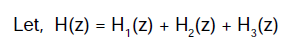 Let, H(z) = H₁(z) + H₂(z) + H₃(z)